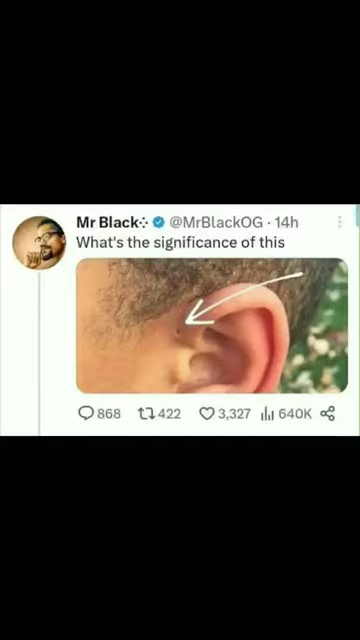 Mr Black @MrBlackOG · 14h
What's the significance of this
868 422 3,327 640K